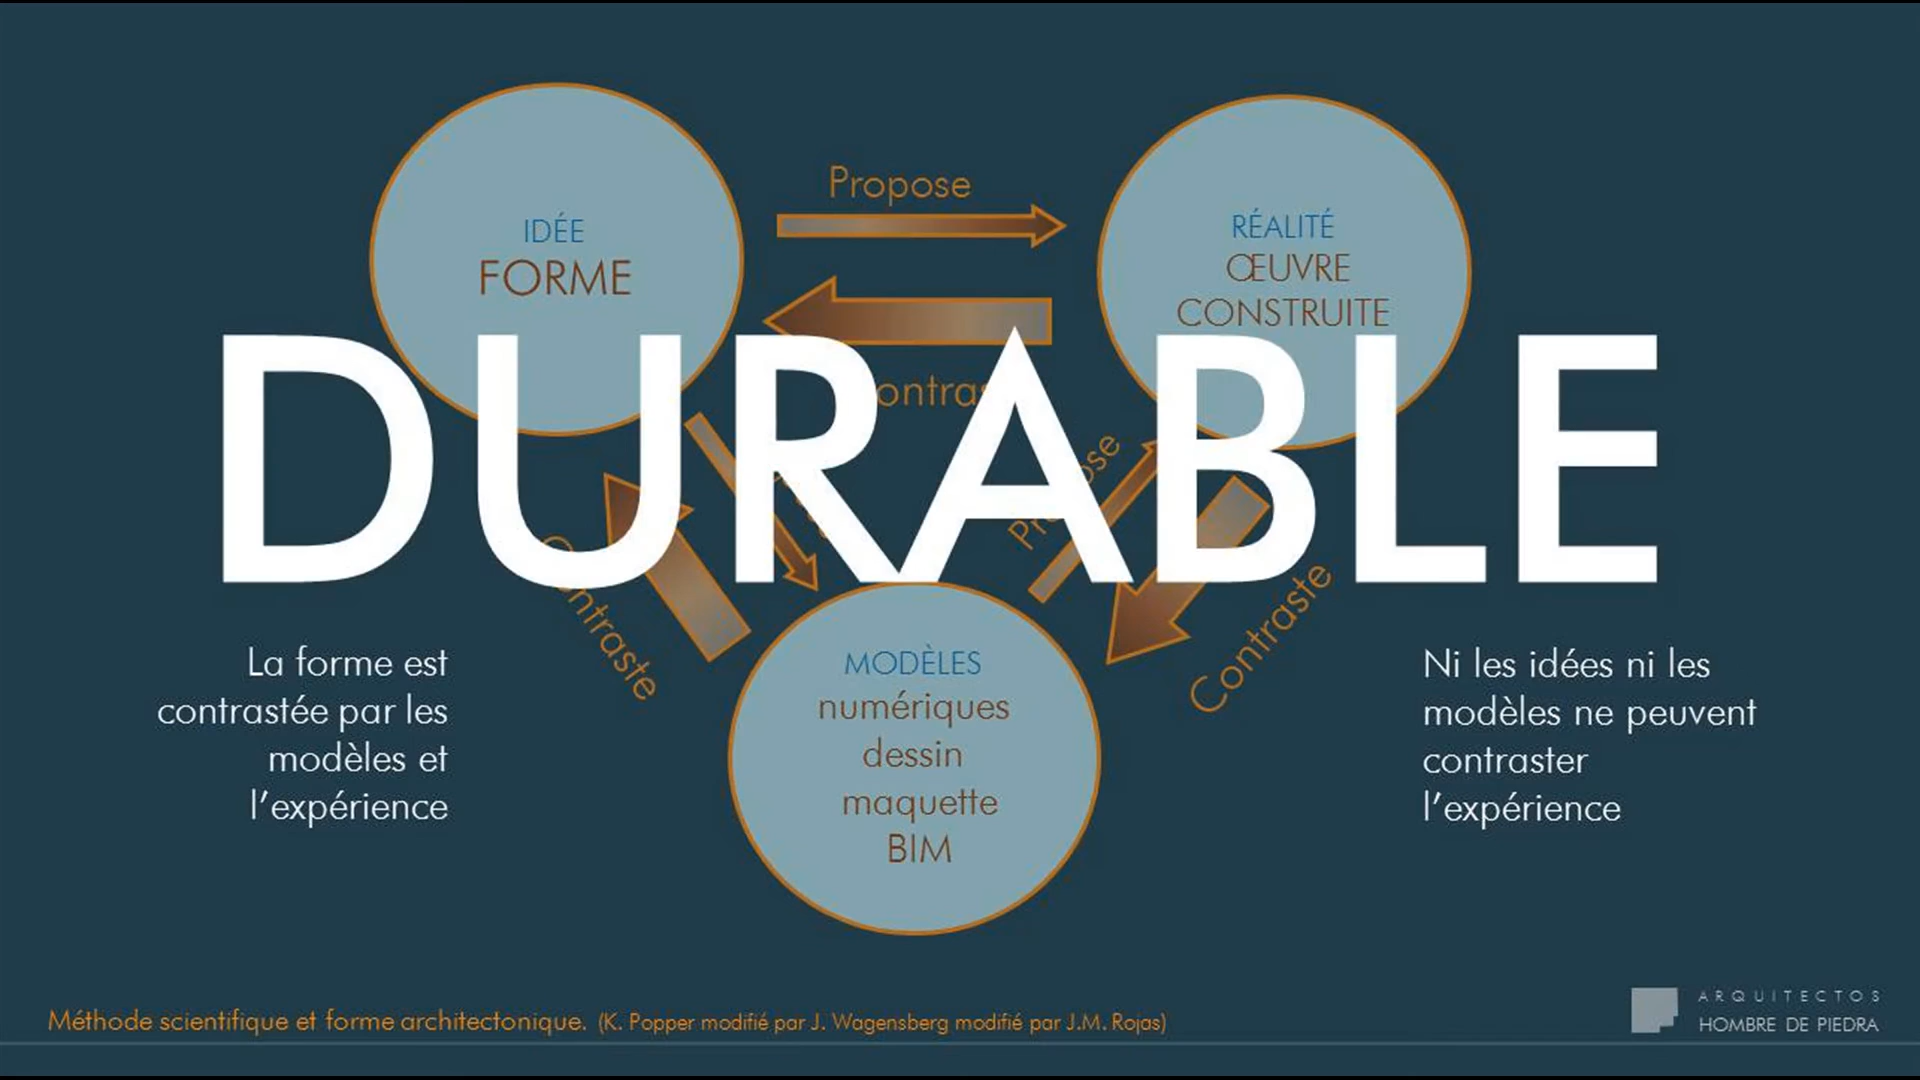 Propose
IDÉE
FORME
RÉALITÉ
ŒUVRE
CONSTRUITE
DURABLE
Contraste
Contraste
La forme est
contrastée par les
modèles et
l'expérience
MODÈLES
numériques
dessin
maquette
BIM
Ni les idées ni les
modèles ne peuvent
contraster
l'expérience
Méthode scientifique et forme architectonique. (K. Popper modifié par J. Wagensberg modifié par J.M. Rojas)
ARQUITECTOS
HOMBRE DE PIEDRA